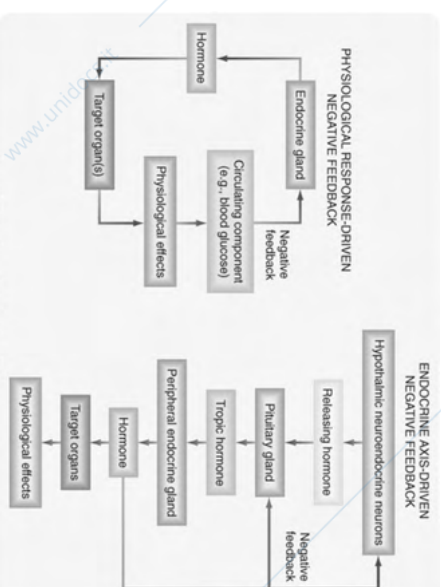 PHYSIOLOGICAL RESPONSE-DRIVEN
NEGATIVE FEEDBACK
Endocrine gland
Hormone
Negative
feedback
Circulating component
(e.g., blood glucose)
Target organ(s)
Physiological effects
ENDOCRINE AXIS-DRIVEN
NEGATIVE FEEDBACK
Hypothalmic neuroendocrine neurons
Releasing hormone
Negative
feedback
Pituitary gland
Tropic hormone
Peripheral endocrine gland
Hormone
Target organs
Physiological effects